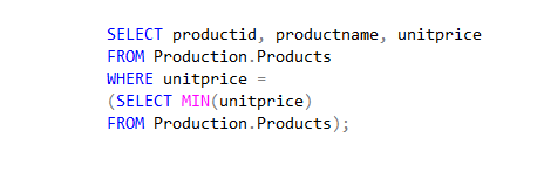 SELECT productid, productname, unitprice
FROM Production.Products
WHERE unitprice =
(SELECT MIN(unitprice)
FROM Production.Products);